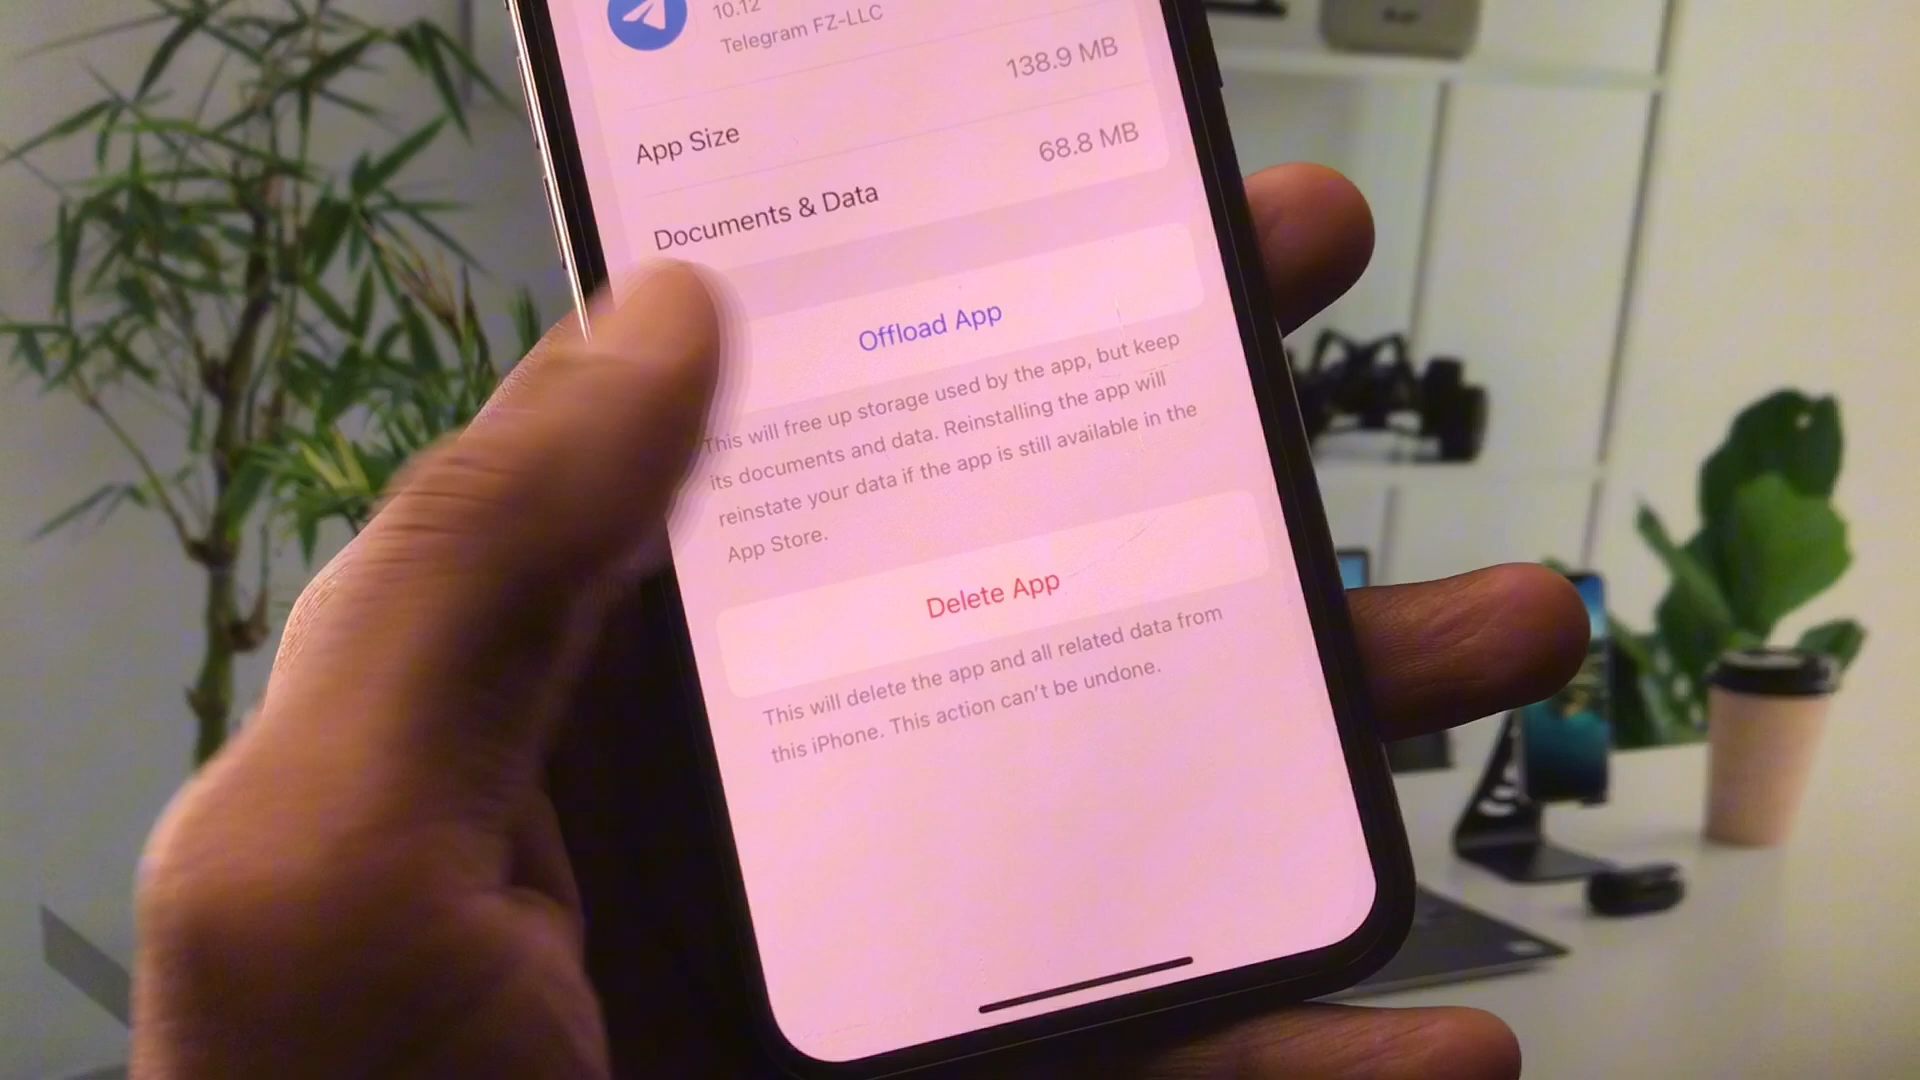 10.12
Telegram FZ-LLC
App Size
138.9 MB
Documents & Data
68.8 MB
Offload App
This will free up storage used by the app, but keep
its documents and data. Reinstalling the app will
reinstate your data if the app is still available in the
App Store.
Delete App
This will delete the app and all related data from
this iPhone. This action can't be undone.